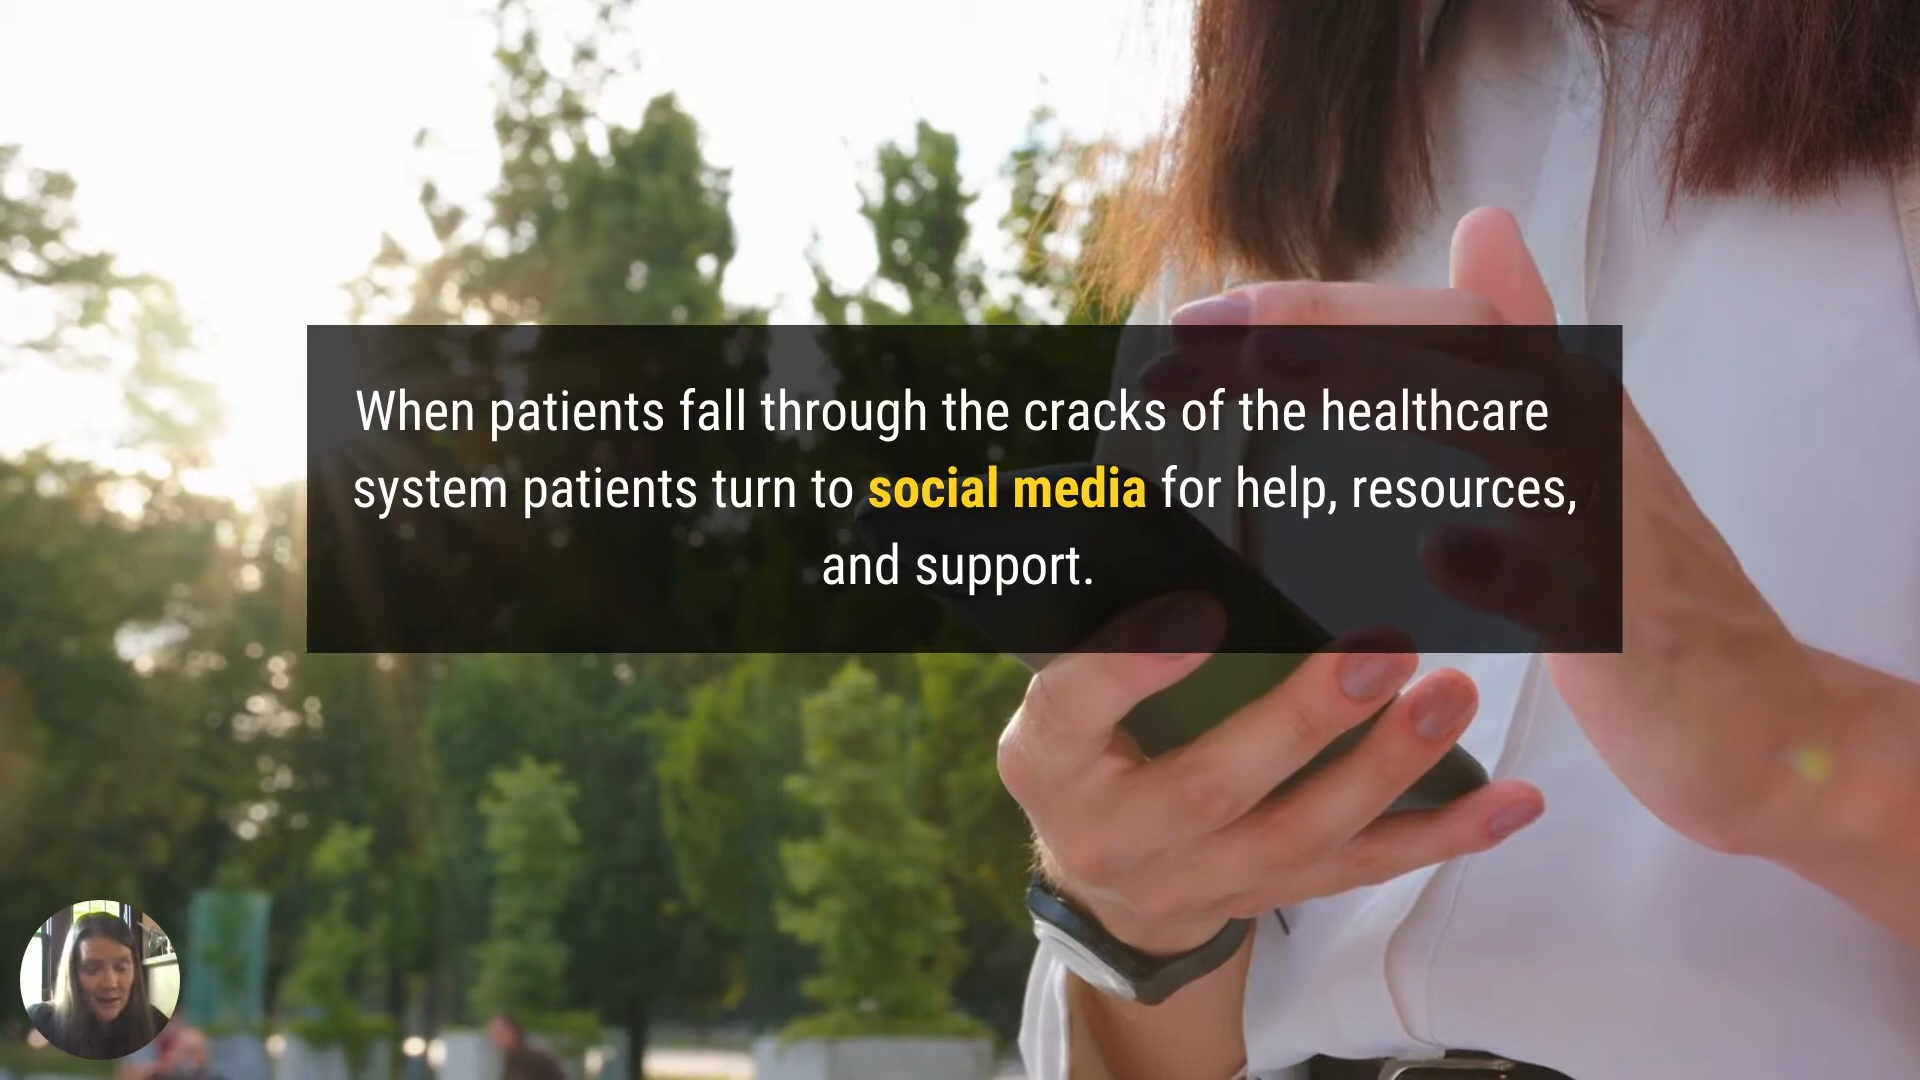 When patients fall through the cracks of the healthcare
system patients turn to social media for help, resources,
and support.